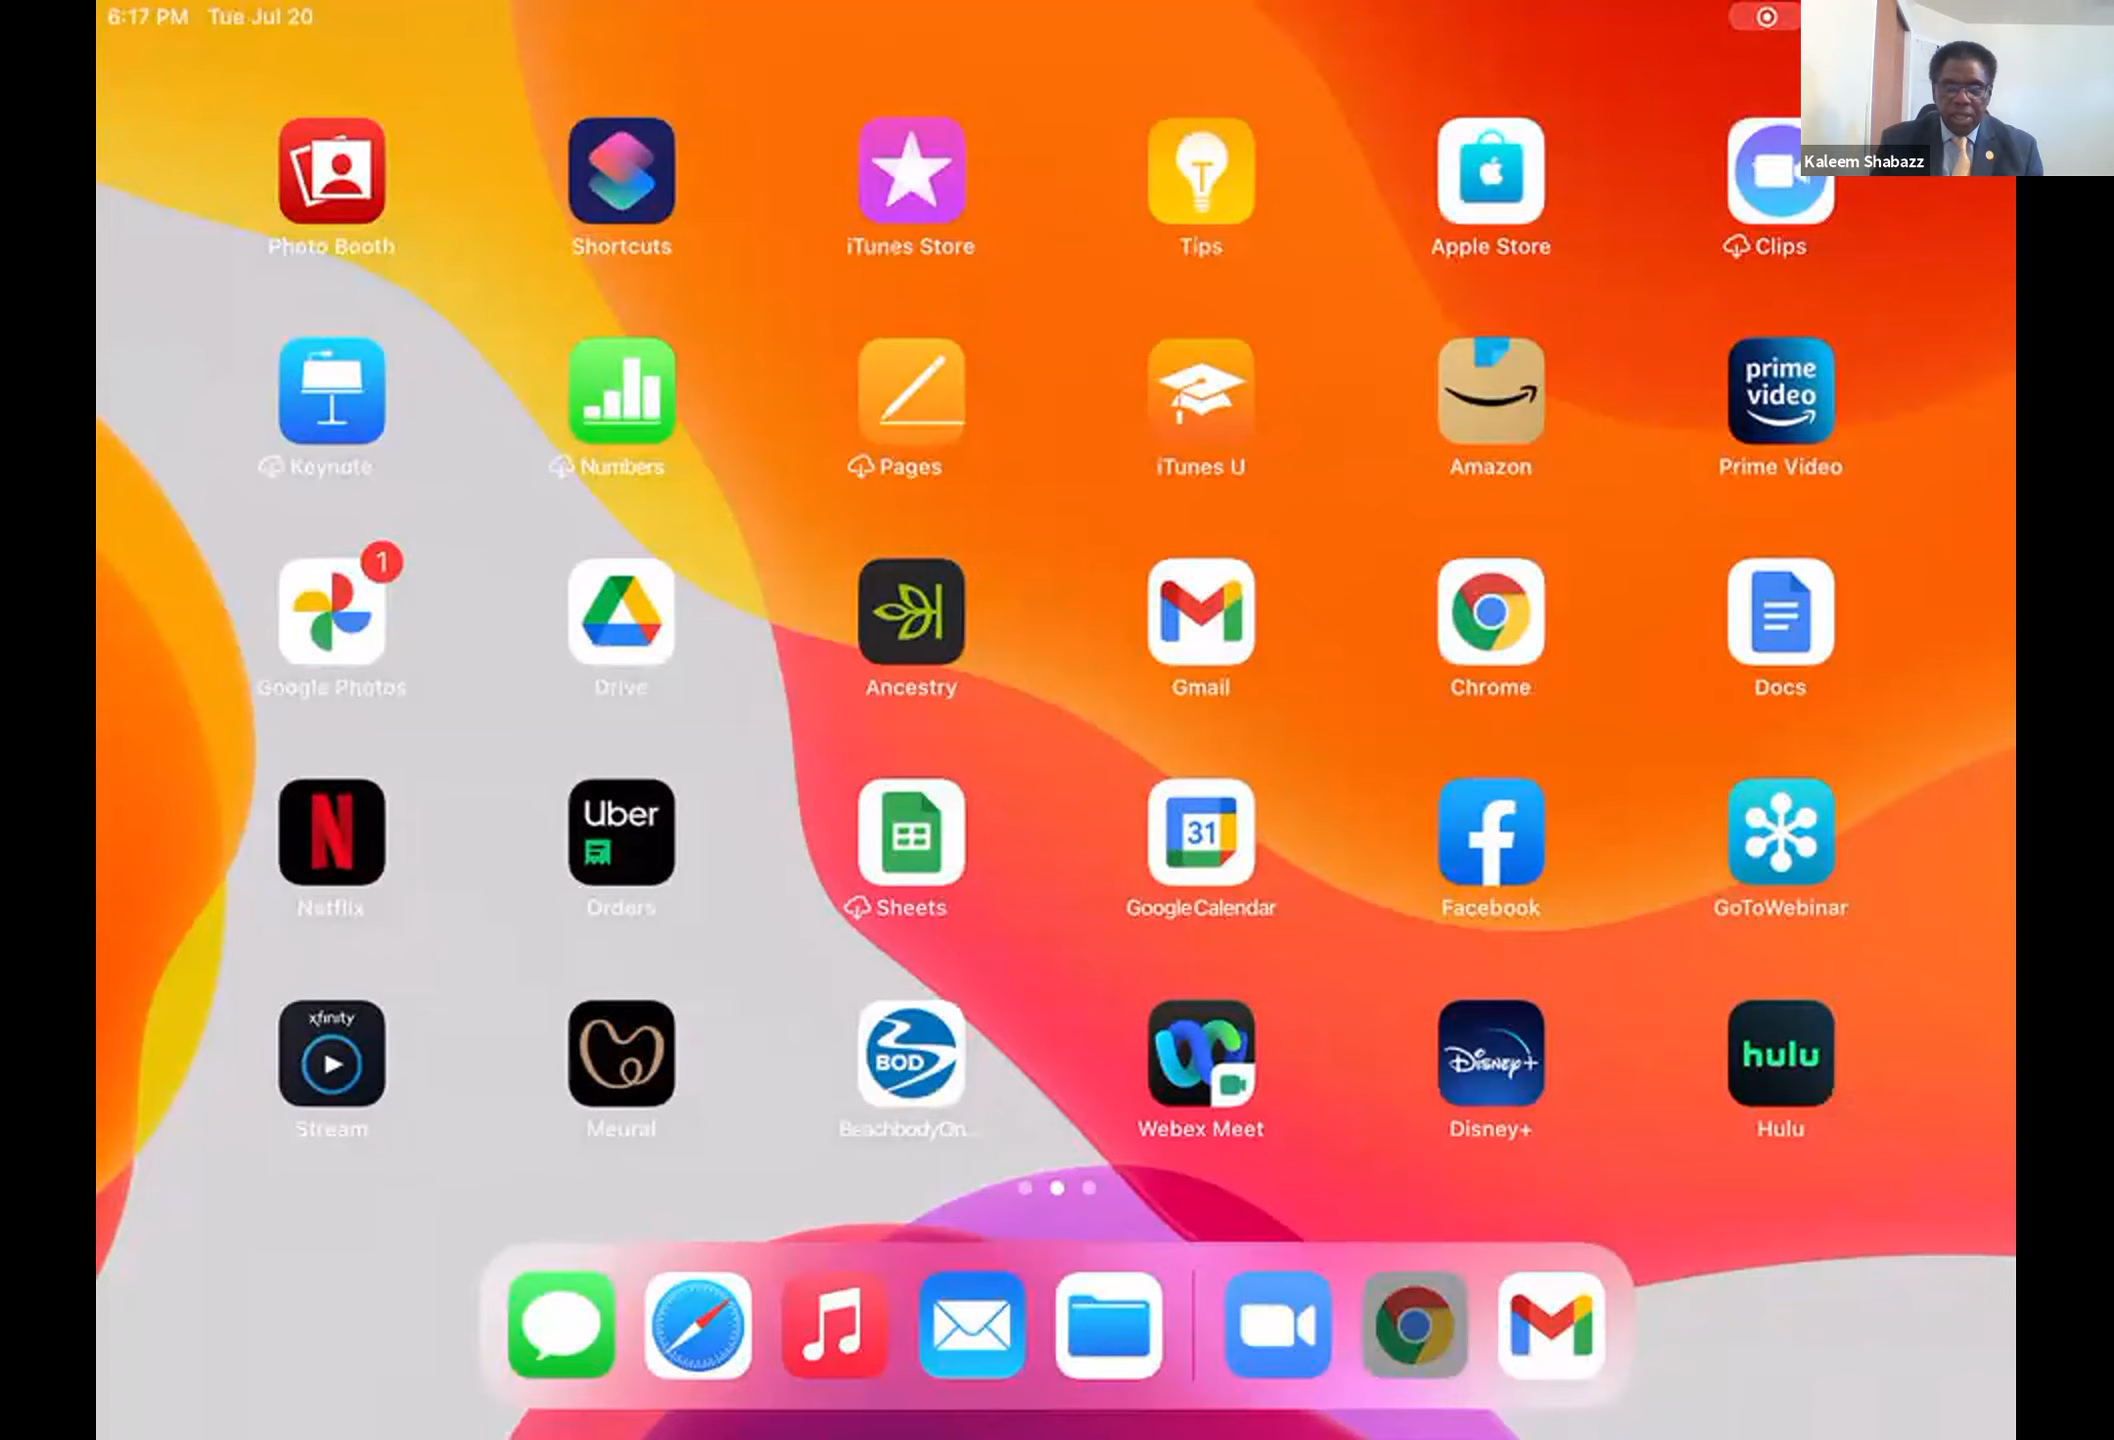 6:17 PM Tue Jul 20
Kaleem Shabazz
Photo Booth
Shortcuts
iTunes Store
T
Tips
Apple Store
Clips
prime
video
Keynote
Numbers
Pages
iTunes U
Amazon
Prime Video
1
Google Photos
Drive
Ancestry
Gmail
Chrome
Docs
N
Uber
31
f
Netflix
Orders
Sheets
Google Calendar
Facebook
GoToWebinar
xfinity
BOD
Disney+
hulu
Stream
Meural
BeachbodyOn...
Webex Meet
Disney+
Hulu